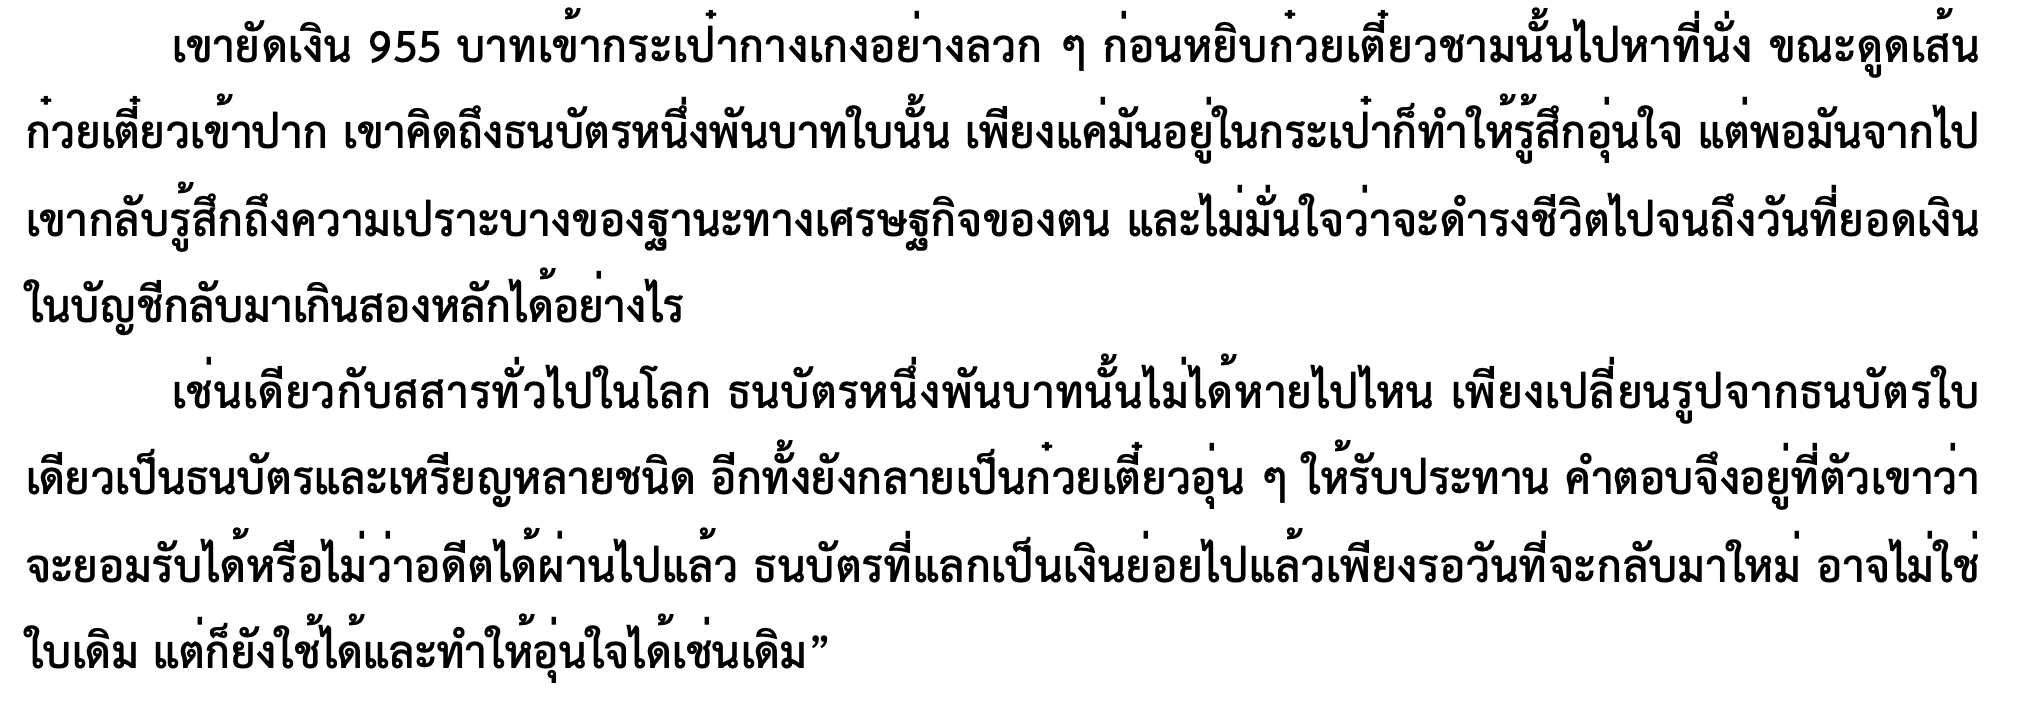 เขายัดเงิน 955 บาทเข้ากระเป๋ากางเกงอย่างลวก ๆ ก่อนหยิบก๋วยเตี๋ยวชามนั้นไปหาที่นั่ง ขณะดูดเส้น
ก๋วยเตี๋ยวเข้าปาก เขาคิดถึงธนบัตรหนึ่งพันบาทใบนั้น เพียงแค่มันอยู่ในกระเป๋าก็ทำให้รู้สึกอุ่นใจ แต่พอมันจากไป
เขากลับรู้สึกถึงความเปราะบางของฐานะทางเศรษฐกิจของตน และไม่มั่นใจว่าจะดำรงชีวิตไปจนถึงวันที่ยอดเงิน
ในบัญชีกลับมาเกินสองหลักได้อย่างไร
เช่นเดียวกับสสารทั่วไปในโลก ธนบัตรหนึ่งพันบาทนั้นไม่ได้หายไปไหน เพียงเปลี่ยนรูปจากธนบัตรใบ
เดียวเป็นธนบัตรและเหรียญหลายชนิด อีกทั้งยังกลายเป็นก๋วยเตี๋ยวอุ่น ๆ ให้รับประทาน คำตอบจึงอยู่ที่ตัวเขาว่า
จะยอมรับได้หรือไม่ว่าอดีตได้ผ่านไปแล้ว ธนบัตรที่แลกเป็นเงินย่อยไปแล้วเพียงรอวันที่จะกลับมาใหม่ อาจไม่ใช่
ใบเดิม แต่ก็ยังใช้ได้และทำให้อุ่นใจได้เช่นเดิม”